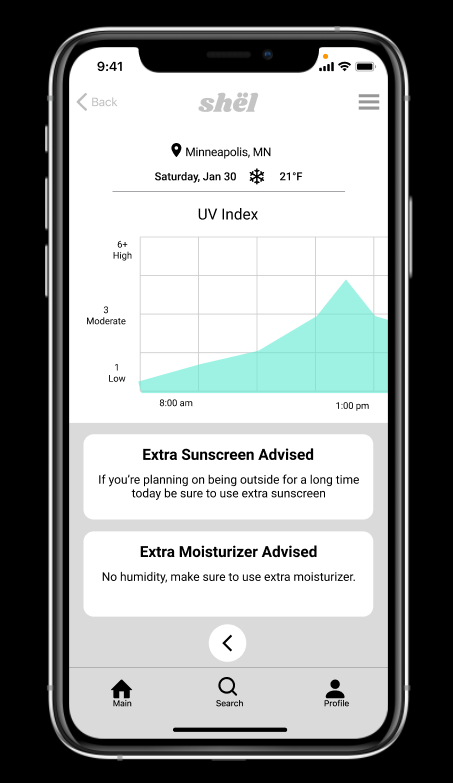 9:41
Back
shël
Minneapolis, MN
Saturday, Jan 30
21°F
UV Index
6+
High
3
Moderate
1
Low
8:00 am
1:00 pm
Extra Sunscreen Advised
If you're planning on being outside for a long time
today be sure to use extra sunscreen
Extra Moisturizer Advised
No humidity, make sure to use extra moisturizer.
Main
Search
Profile